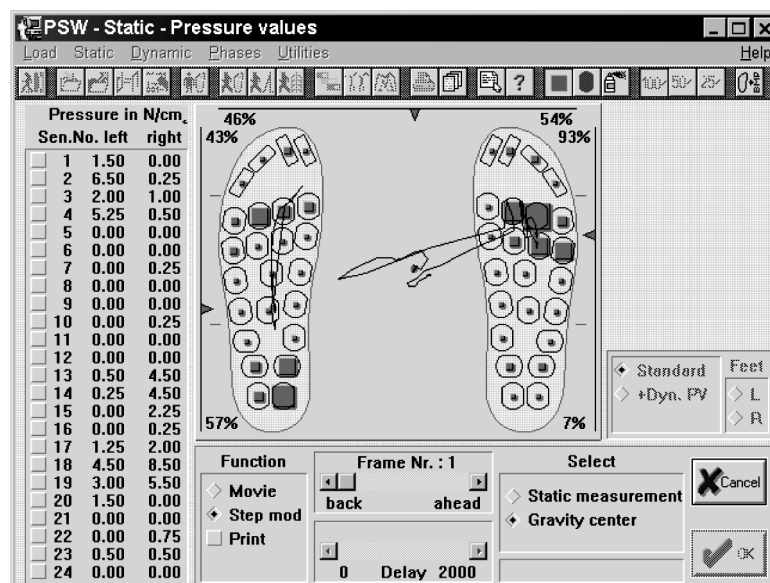 PSW - Static - Pressure values
Load Static Dynamic Phases Utilities Help
? 100 50 25
Pressure in N/cm
Sen.No. left right
1 1.50 0.00
2 6.50 0.25
3 2.00 1.00
4 5.25 0.50
5 0.00 0.00
6 0.00 0.00
7 0.00 0.25
8 0.00 0.00
9 0.00 0.00
10 0.00 0.25
11 0.00 0.00
12 0.00 0.00
13 0.50 4.50
14 0.25 4.50
15 0.00 2.25
16 0.00 0.25
17 1.25 2.00
18 4.50 8.50
19 3.00 5.50
20 1.50 0.00
21 0.00 0.00
22 0.00 0.75
23 0.50 0.50
24 0.00 0.00
46% 54%
43% 93%
57% 7%
Standard
+Dyn. PV
Feet
L
R
Function
Movie
Step mod
Print
Frame Nr. : 1
back ahead
0 Delay 2000
Select
Static measurement
Gravity center
Cancel
OK